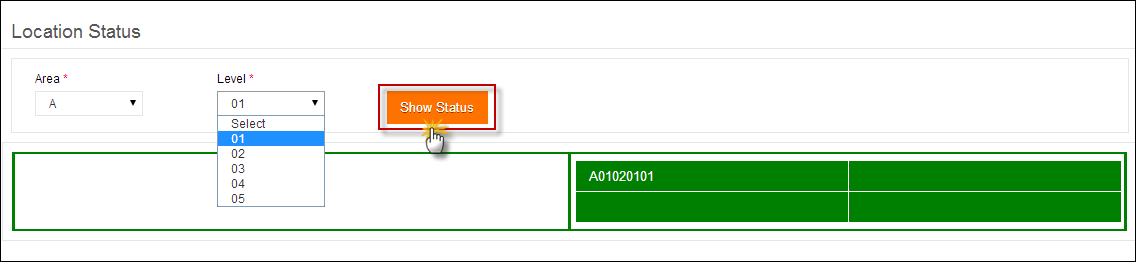 Location Status
Area * Level *
A 01 Show Status
Select
01
02
03
04
05
A01020101